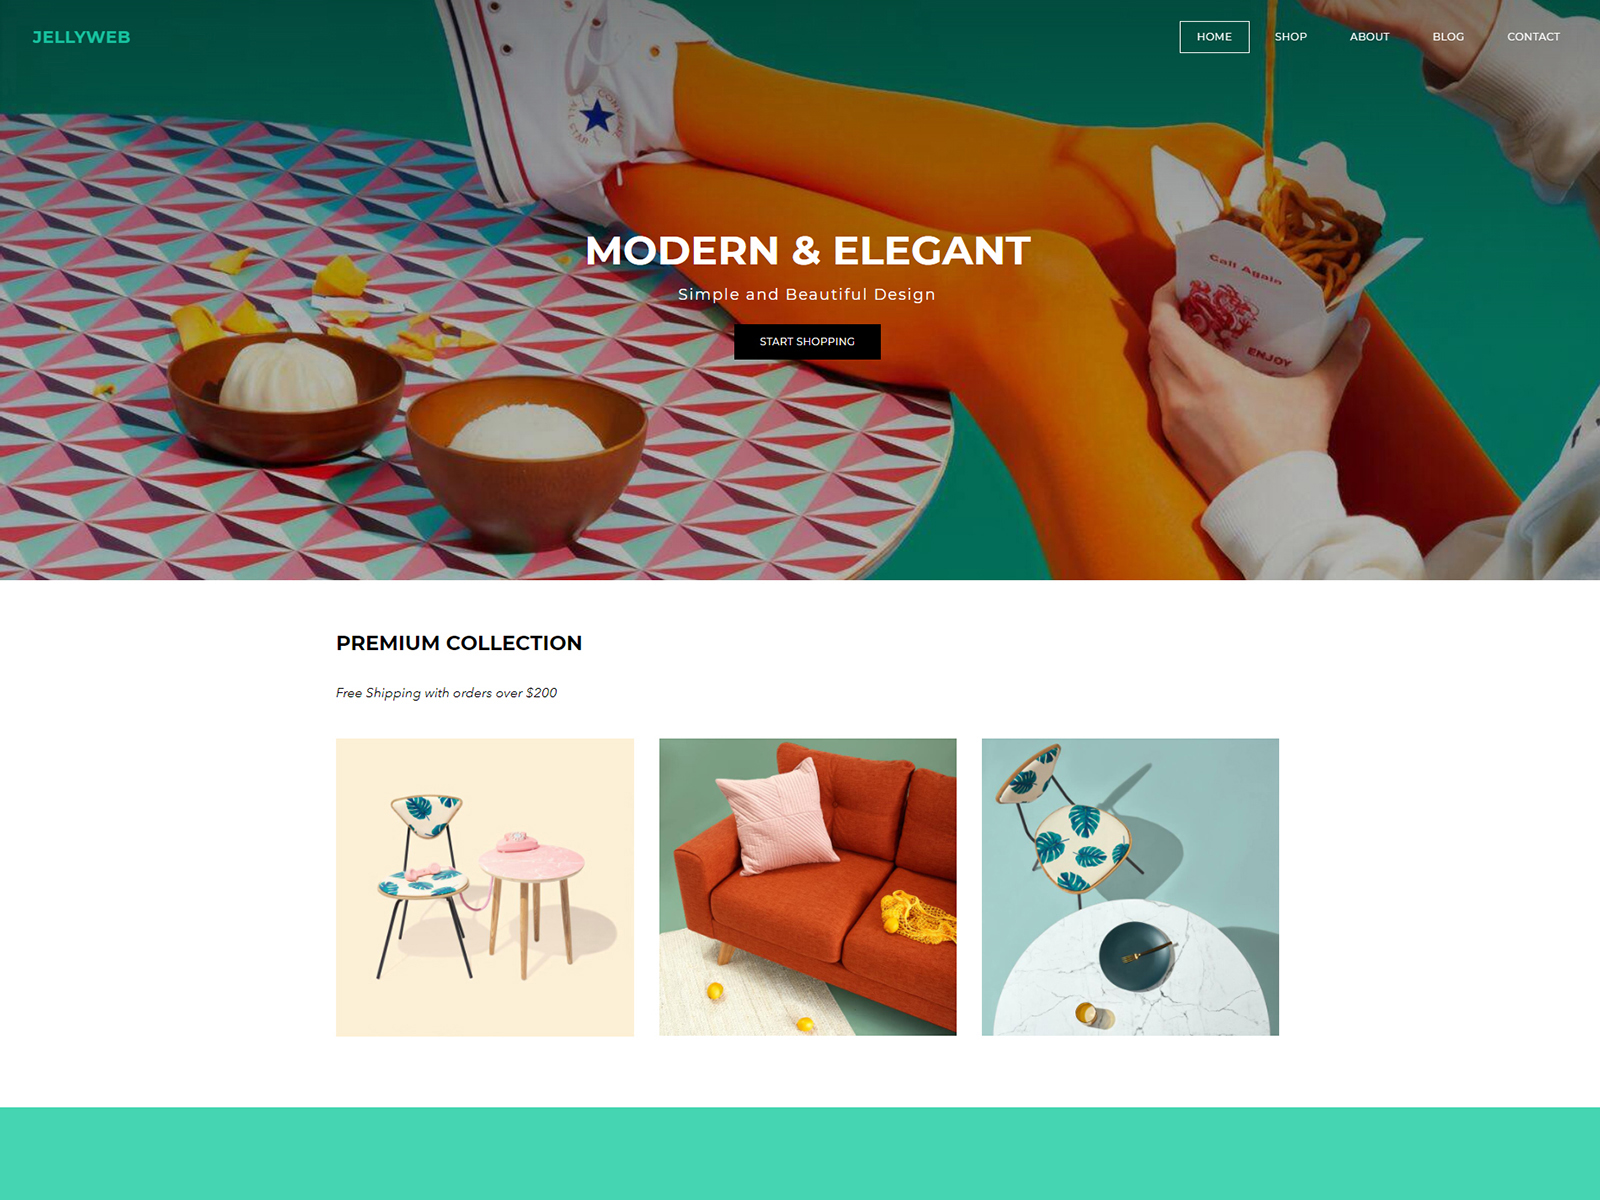 JELLYWEB
HOME
SHOP
ABOUT
BLOG
CONTACT
CONVERSE
ALL STAR
Call Again
ENJOY
MODERN & ELEGANT
Simple and Beautiful Design
START SHOPPING
PREMIUM COLLECTION
Free Shipping with orders over $200